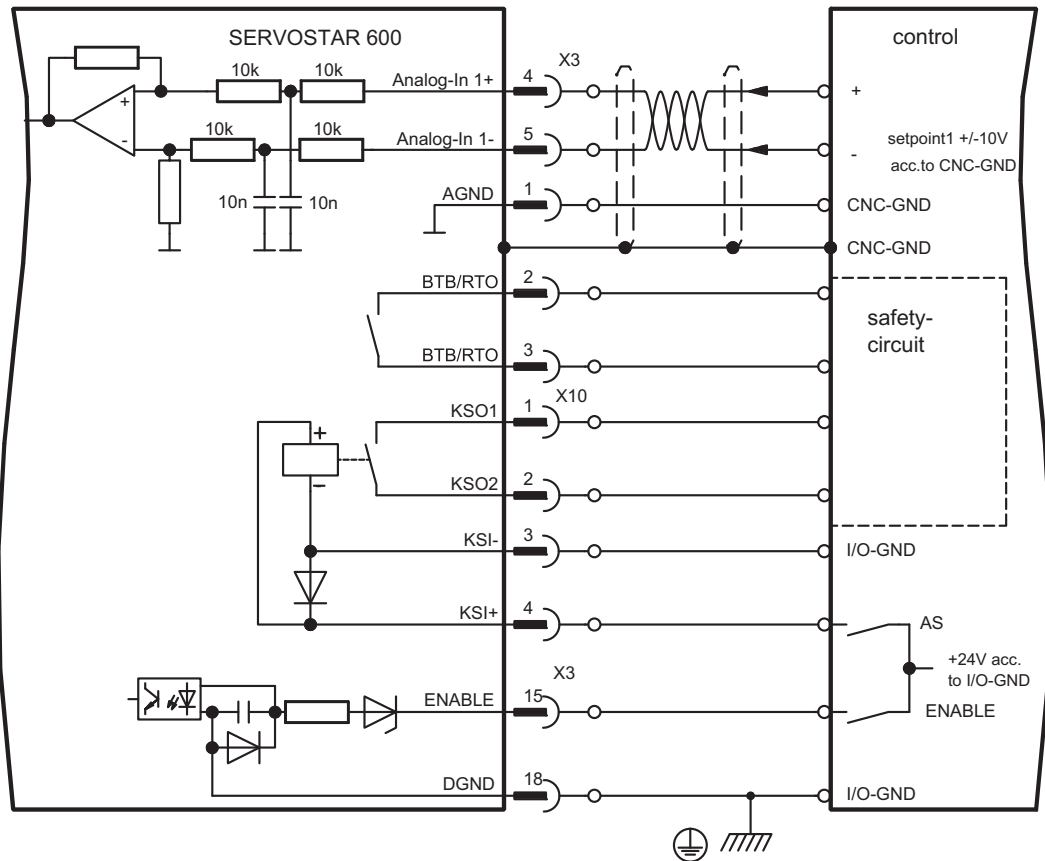 SERVOSTAR 600
control
X3
10k
10k
Analog-In 1+
4
+
+
10k
10k
Analog-In 1-
5
-
-
setpoint1 +/-10V
acc.to CNC-GND
10n
10n
AGND
1
CNC-GND
CNC-GND
BTB/RTO
2
safety-
circuit
BTB/RTO
3
X10
KSO1
1
+
KSO2
2
-
KSI-
3
I/O-GND
KSI+
4
AS
+24V acc.
to I/O-GND
X3
ENABLE
15
ENABLE
DGND
18
I/O-GND